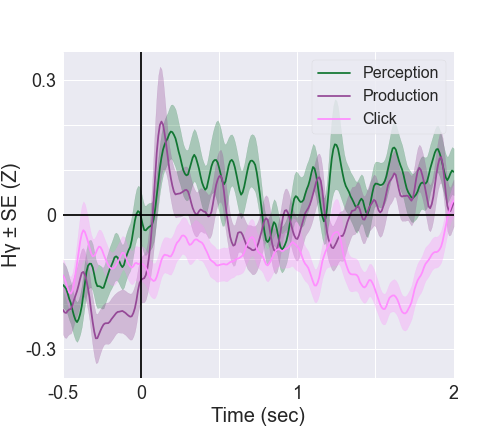 Perception
Production
Click
Hγ ± SE (Z)
0.3
0
-0.3
-0.5
0
1
2
Time (sec)